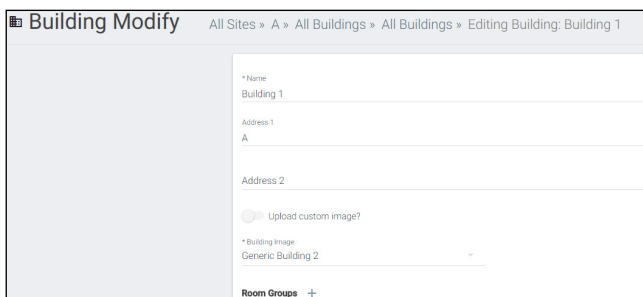 Building Modify
All Sites » A » All Buildings » All Buildings » Editing Building: Building 1
* Name
Building 1
Address 1
A
Address 2
Upload custom image?
* Building Image
Generic Building 2
Room Groups +